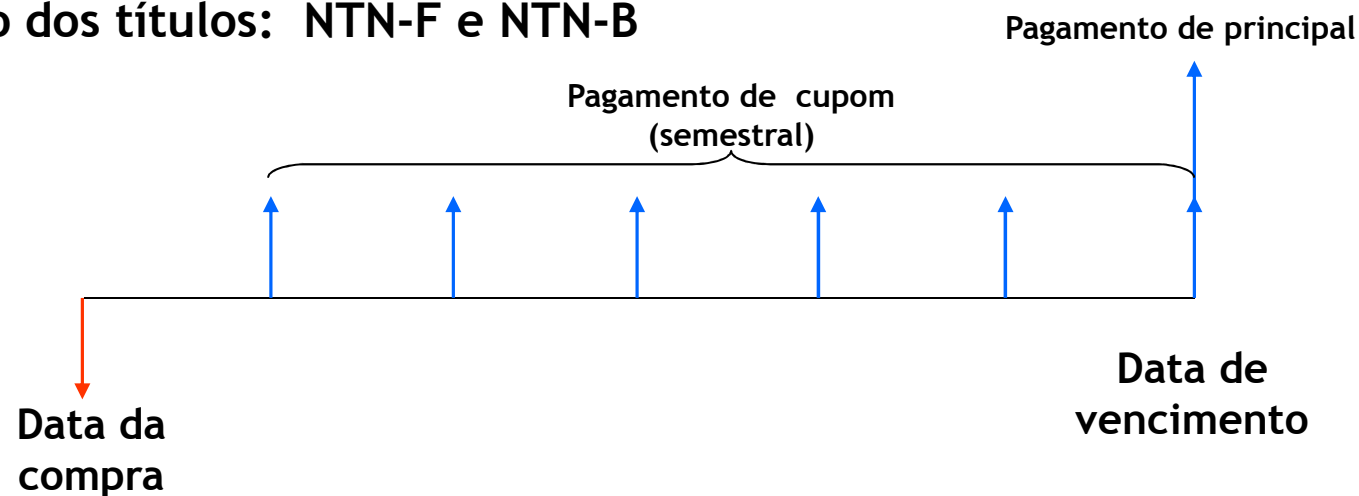 o dos títulos: NTN-F e NTN-B
Pagamento de principal
Pagamento de cupom
(semestral)
Data de
vencimento
Data da
compra